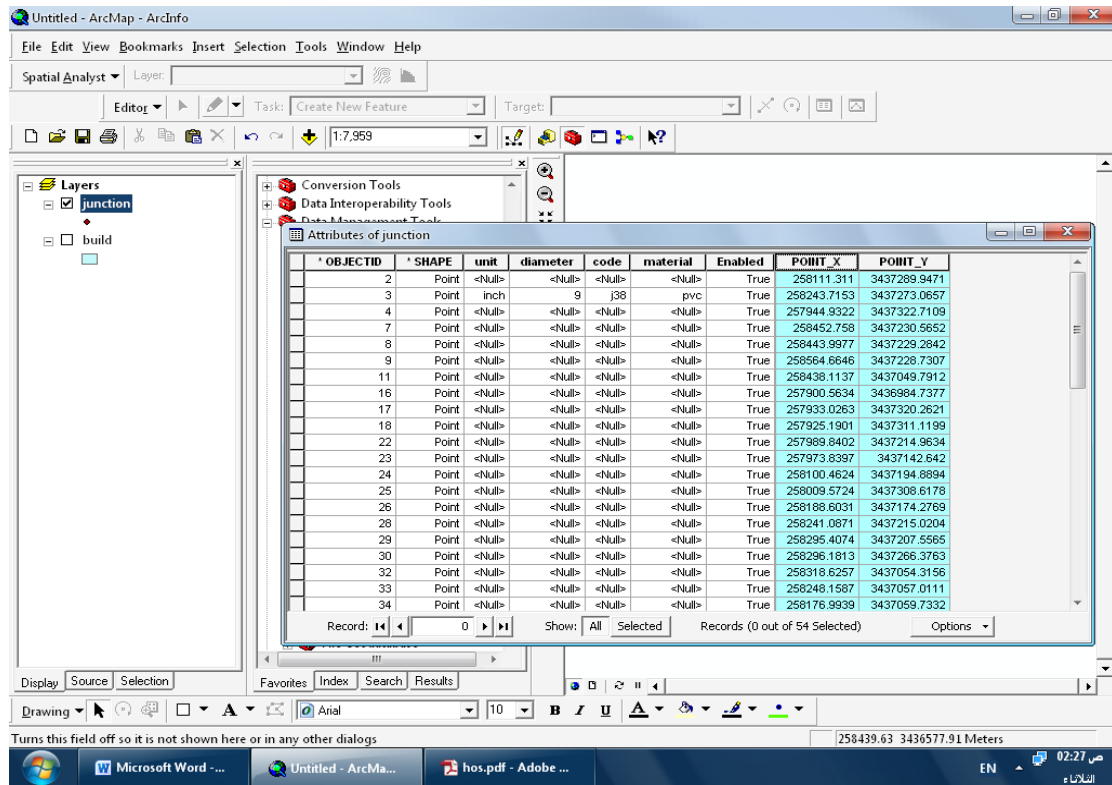 Untitled - ArcMap - ArcInfo
File Edit View Bookmarks Insert Selection Tools Window Help
Spatial Analyst Layer:
Editor Task: Create New Feature Target:
1:7,959
Layers
junction
build
Conversion Tools
Data Interoperability Tools
Data Management Tools
Attributes of junction
* OBJECTID * SHAPE unit diameter code material Enabled POINT_X POINT_Y
2 Point <Null> <Null> <Null> <Null> True 258111.311 3437289.9471
3 Point inch 9 j38 pvc True 258243.7153 3437273.0657
4 Point <Null> <Null> <Null> <Null> True 257944.9322 3437322.7109
7 Point <Null> <Null> <Null> <Null> True 258452.758 3437230.5652
8 Point <Null> <Null> <Null> <Null> True 258443.9977 3437229.2842
9 Point <Null> <Null> <Null> <Null> True 258564.6646 3437228.7307
11 Point <Null> <Null> <Null> <Null> True 258438.1137 3437049.7912
16 Point <Null> <Null> <Null> <Null> True 257900.5634 3436984.7377
17 Point <Null> <Null> <Null> <Null> True 257933.0263 3437320.2621
18 Point <Null> <Null> <Null> <Null> True 257925.1901 3437311.1199
22 Point <Null> <Null> <Null> <Null> True 257989.8402 3437214.9634
23 Point <Null> <Null> <Null> <Null> True 257973.8397 3437142.642
24 Point <Null> <Null> <Null> <Null> True 258100.4624 3437194.8894
25 Point <Null> <Null> <Null> <Null> True 258009.5724 3437308.6178
26 Point <Null> <Null> <Null> <Null> True 258188.6031 3437174.2769
28 Point <Null> <Null> <Null> <Null> True 258241.0871 3437215.0204
29 Point <Null> <Null> <Null> <Null> True 258295.4074 3437207.5565
30 Point <Null> <Null> <Null> <Null> True 258296.1813 3437266.3763
32 Point <Null> <Null> <Null> <Null> True 258318.6257 3437054.3156
33 Point <Null> <Null> <Null> <Null> True 258248.1587 3437057.0111
34 Point <Null> <Null> <Null> <Null> True 258176.9939 3437059.7332
Record: 0 Show: All Selected Records (0 out of 54 Selected) Options
Display Source Selection
Favorites Index Search Results
Drawing A Arial 10 B I U A
Turns this field off so it is not shown here or in any other dialogs
258439.63 3436577.91 Meters
Microsoft Word -... Untitled - ArcMa... hos.pdf - Adobe ... EN 02:27 ص
الثلاثاء